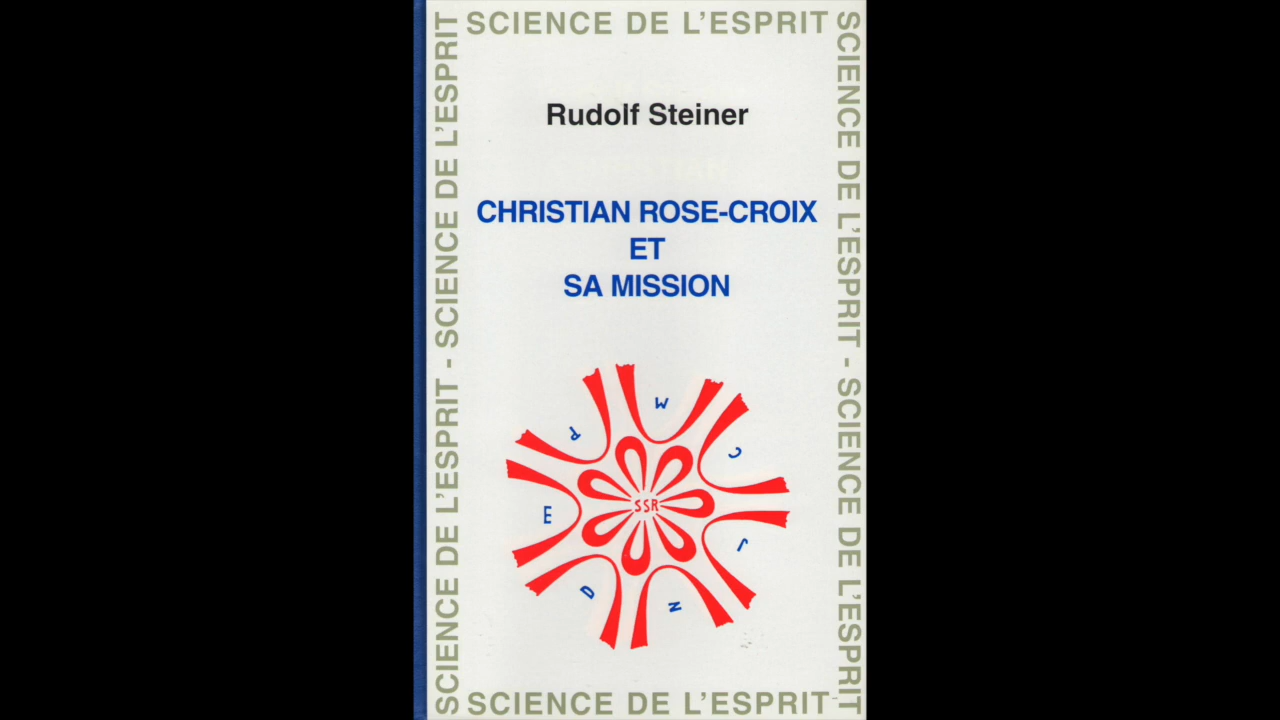 SCIENCE DE L'ESPRIT
SCIENCE DE L'ESPRIT - SCIENCE DE L'ESPRIT
SCIENCE DE L'ESPRIT - SCIENCE DE L'ESPRIT
Rudolf Steiner
CHRISTIAN ROSE-CROIX
ET
SA MISSION
W
P
C
E
SSR
J
D
N
SCIENCE DE L'ESPRIT